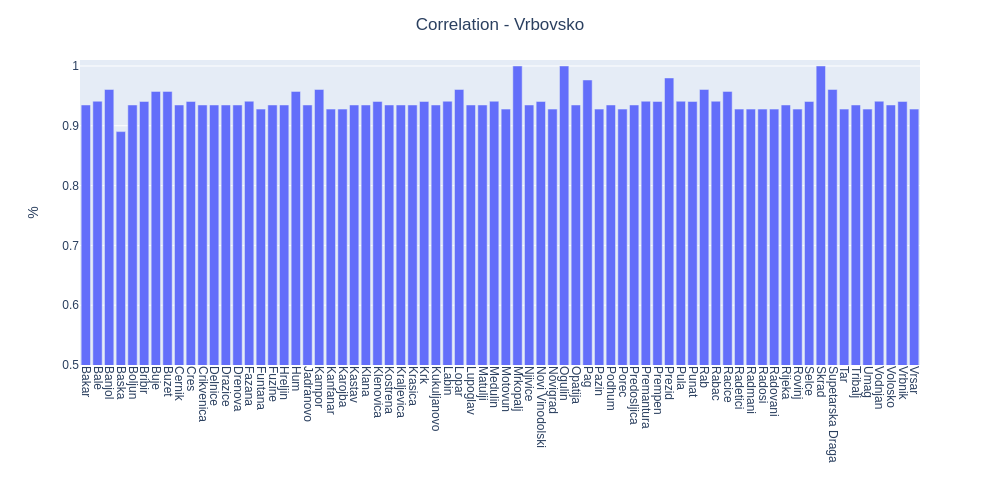 Correlation - Vrbovsko
1
0.9
0.8
0.7
0.6
0.5
%
Bakar
Bale
Banjol
Baska
Boljun
Bribir
Buje
Buzet
Cernik
Cres
Crikvenica
Delnice
Drazice
Drenova
Fazana
Funtana
Fuzine
Hreljin
Hum
Jadranovo
Kampor
Kanfanar
Karojba
Kastav
Klana
Klenovica
Kostrena
Kraljevica
Krasica
Krk
Kukuljanovo
Labin
Lopar
Lupoglav
Matulji
Medulin
Motovun
Mrkopalj
Njivice
Novi Vinodolski
Novigrad
Ogulin
Opatija
Pag
Pazin
Podhum
Porec
Predosljica
Premantura
Prempen
Prezid
Pula
Punat
Rab
Rabac
Racice
Radetici
Radmani
Radosi
Radovani
Rijeka
Rovinj
Selce
Skrad
Supetarska Draga
Tar
Tribalj
Umag
Vodnjan
Volosko
Vrbnik
Vrsar